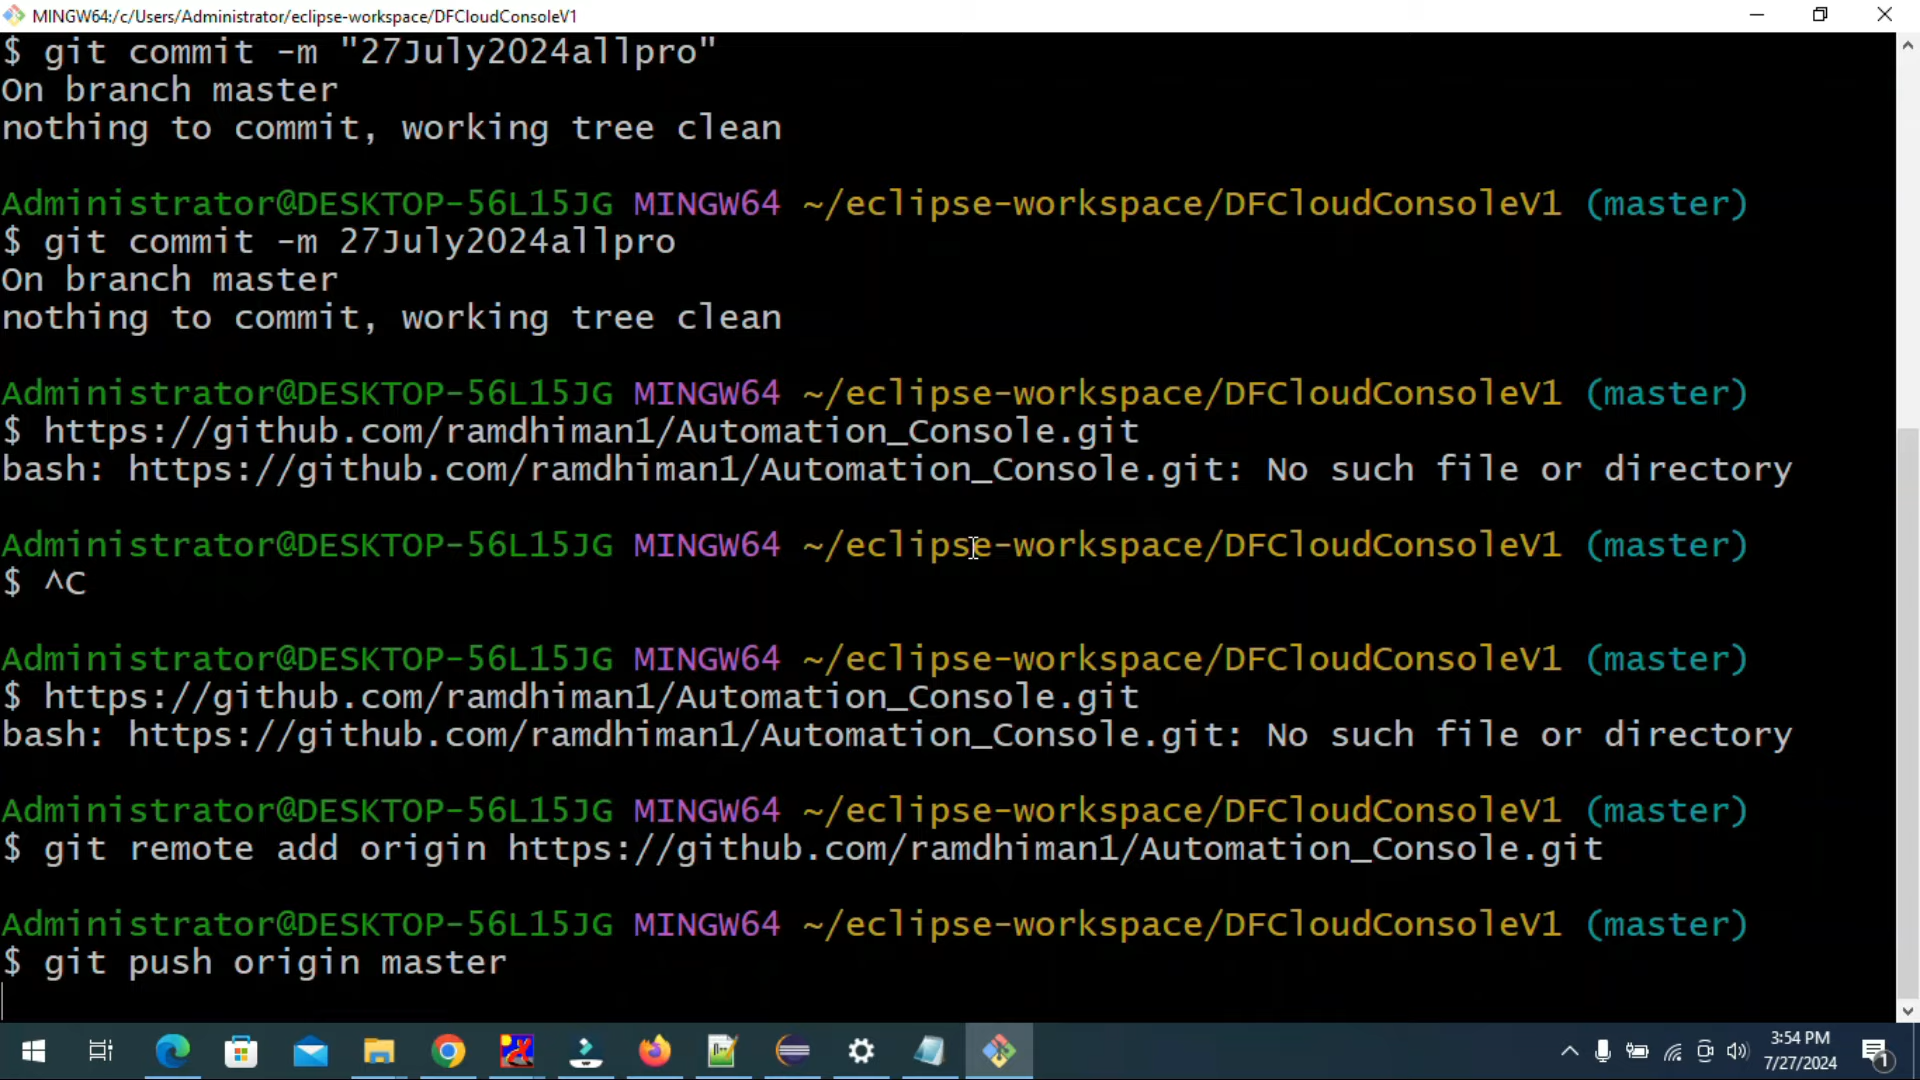 MINGW64:/c/Users/Administrator/eclipse-workspace/DFCloudConsoleV1
$ git commit -m "27July2024allpro"
On branch master
nothing to commit, working tree clean
Administrator@DESKTOP-56L15JG MINGW64 ~/eclipse-workspace/DFCloudConsoleV1 (master)
$ git commit -m 27July2024allpro
On branch master
nothing to commit, working tree clean
Administrator@DESKTOP-56L15JG MINGW64 ~/eclipse-workspace/DFCloudConsoleV1 (master)
$ https://github.com/ramdhiman1/Automation_Console.git
bash: https://github.com/ramdhiman1/Automation_Console.git: No such file or directory
Administrator@DESKTOP-56L15JG MINGW64 ~/eclipse-workspace/DFCloudConsoleV1 (master)
$ ^C
Administrator@DESKTOP-56L15JG MINGW64 ~/eclipse-workspace/DFCloudConsoleV1 (master)
$ https://github.com/ramdhiman1/Automation_Console.git
bash: https://github.com/ramdhiman1/Automation_Console.git: No such file or directory
Administrator@DESKTOP-56L15JG MINGW64 ~/eclipse-workspace/DFCloudConsoleV1 (master)
$ git remote add origin https://github.com/ramdhiman1/Automation_Console.git
Administrator@DESKTOP-56L15JG MINGW64 ~/eclipse-workspace/DFCloudConsoleV1 (master)
$ git push origin master
3:54 PM
7/27/2024
1